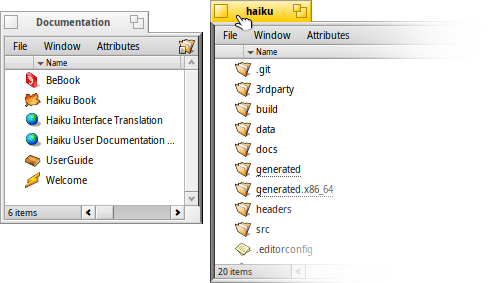 Documentation
File Window Attributes
Name
BeBook
Haiku Book
Haiku Interface Translation
Haiku User Documentation ...
UserGuide
Welcome
6 items
haiku
File Window Attributes
Name
.git
3rdparty
build
data
docs
generated
generated.x86_64
headers
src
.editorconfig
20 items